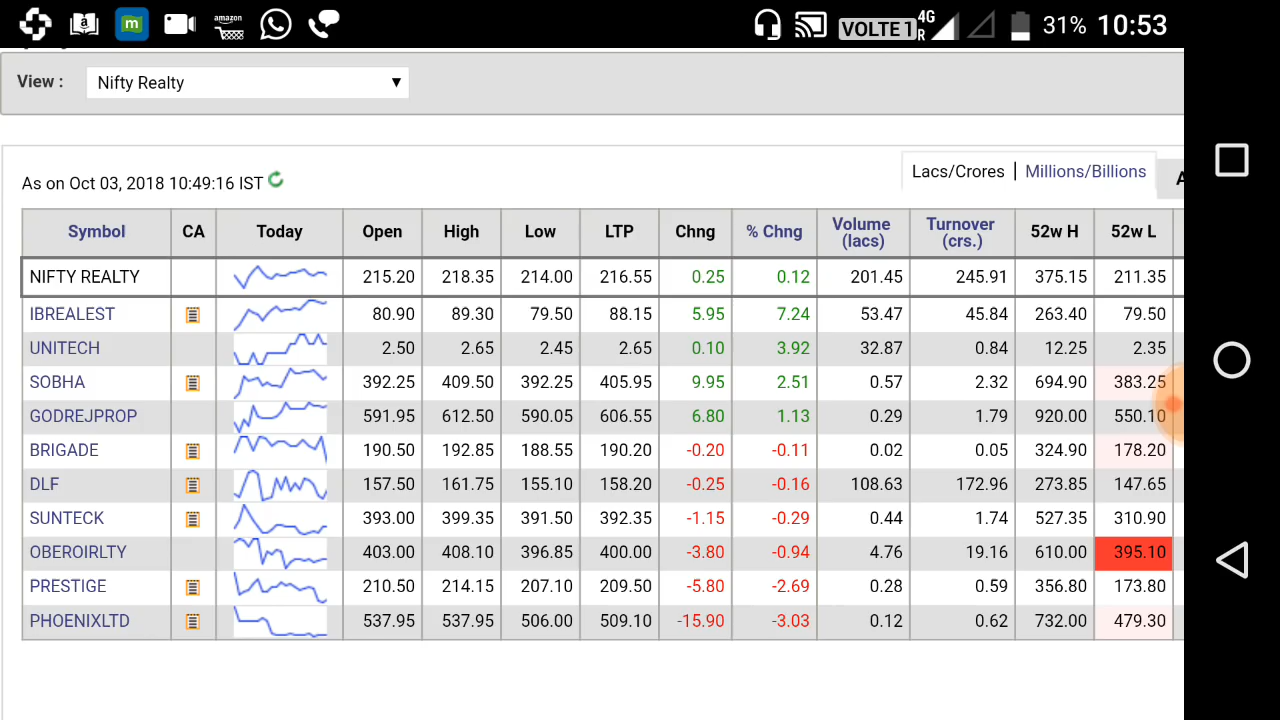 amazon
a
m
VOLTE 1 4G R 31% 10:53
View : Nifty Realty
Lacs/Crores | Millions/Billions
As on Oct 03, 2018 10:49:16 IST
Symbol CA Today Open High Low LTP Chng % Chng Volume (lacs) Turnover (crs.) 52w H 52w L
NIFTY REALTY 215.20 218.35 214.00 216.55 0.25 0.12 201.45 245.91 375.15 211.35
IBREALEST 80.90 89.30 79.50 88.15 5.95 7.24 53.47 45.84 263.40 79.50
UNITECH 2.50 2.65 2.45 2.65 0.10 3.92 32.87 0.84 12.25 2.35
SOBHA 392.25 409.50 392.25 405.95 9.95 2.51 0.57 2.32 694.90 383.25
GODREJPROP 591.95 612.50 590.05 606.55 6.80 1.13 0.29 1.79 920.00 550.10
BRIGADE 190.50 192.85 188.55 190.20 -0.20 -0.11 0.02 0.05 324.90 178.20
DLF 157.50 161.75 155.10 158.20 -0.25 -0.16 108.63 172.96 273.85 147.65
SUNTECK 393.00 399.35 391.50 392.35 -1.15 -0.29 0.44 1.74 527.35 310.90
OBEROIRLTY 403.00 408.10 396.85 400.00 -3.80 -0.94 4.76 19.16 610.00 395.10
PRESTIGE 210.50 214.15 207.10 209.50 -5.80 -2.69 0.28 0.59 356.80 173.80
PHOENIXLTD 537.95 537.95 506.00 509.10 -15.90 -3.03 0.12 0.62 732.00 479.30